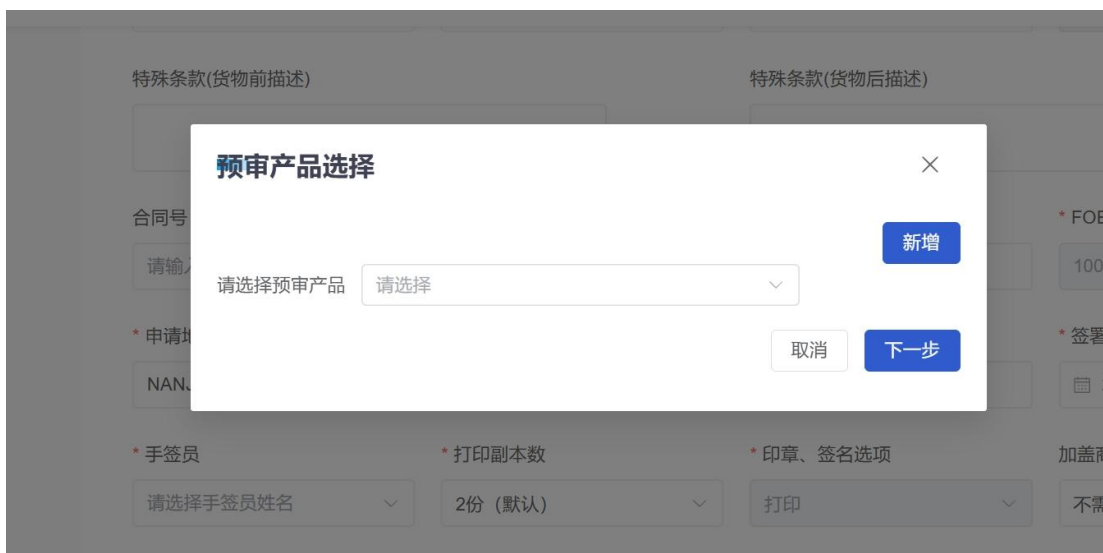 特殊条款(货物前描述)
特殊条款(货物后描述)
预审产品选择
合同号
* FOB
新增
请输入
100
请选择预审产品
请选择
* 申请地
* 签署
取消
下一步
NANJ
* 手签员
* 打印副本数
* 印章、签名选项
加盖商
请选择手签员姓名
2份（默认）
打印
不需